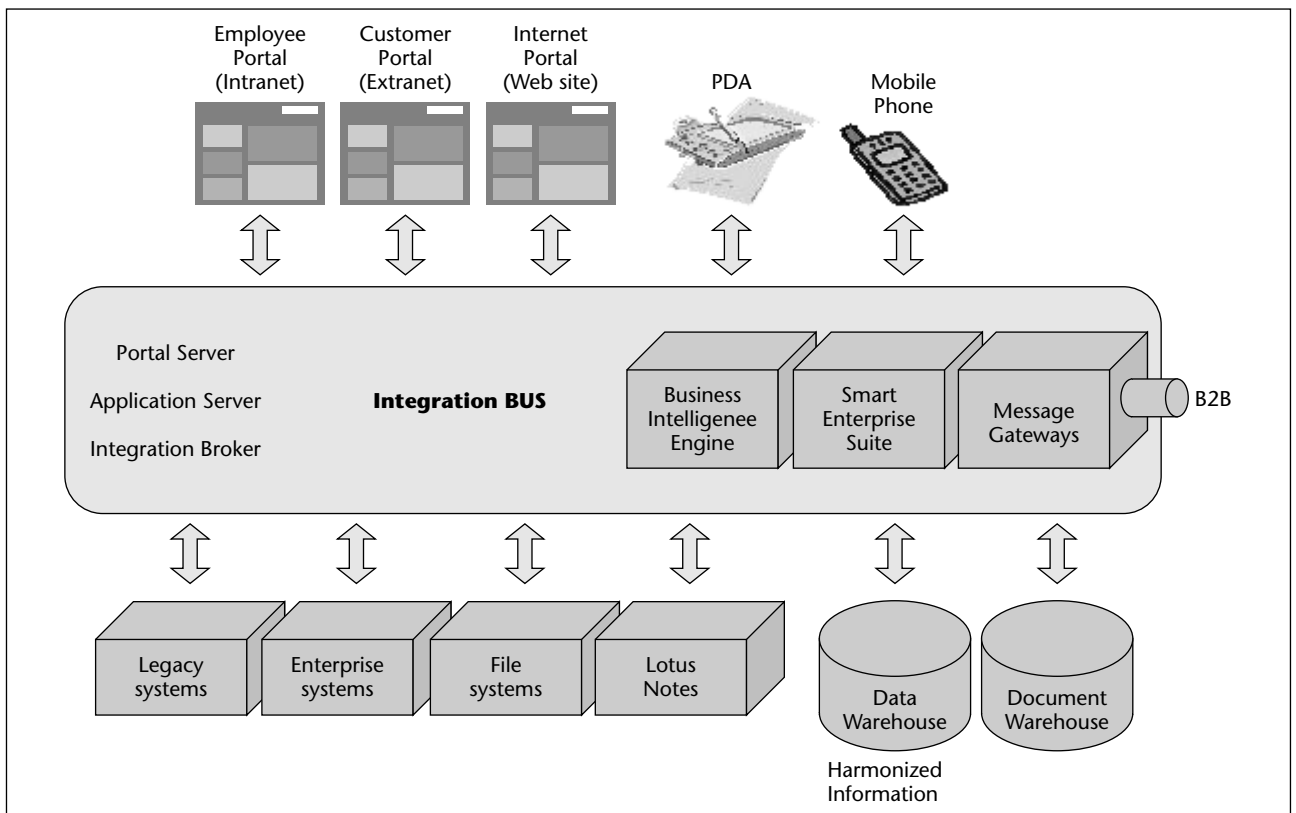 Employee
Portal
(Intranet)
Customer
Portal
(Extranet)
Internet
Portal
(Web site)
PDA
Mobile
Phone
Portal Server
Application Server
Integration Broker
Integration BUS
Business
Intelligenee
Engine
Smart
Enterprise
Suite
Message
Gateways
B2B
Legacy
systems
Enterprise
systems
File
systems
Lotus
Notes
Data
Warehouse
Document
Warehouse
Harmonized
Information